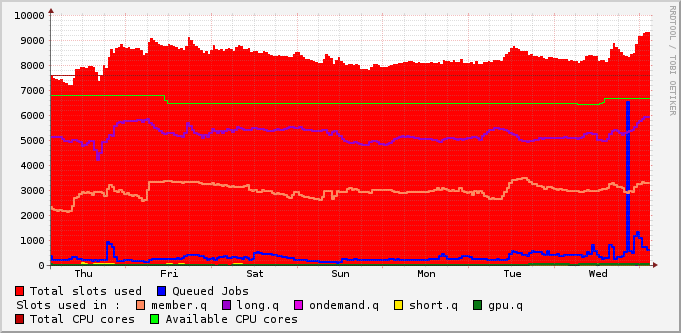 10000
9000
8000
7000
6000
5000
4000
3000
2000
1000
0
Thu Fri Sat Sun Mon Tue Wed
Total slots used Queued Jobs
Slots used in : member.q long.q ondemand.q short.q gpu.q
Total CPU cores Available CPU cores
RRDTOOL / TOBI OETIKER